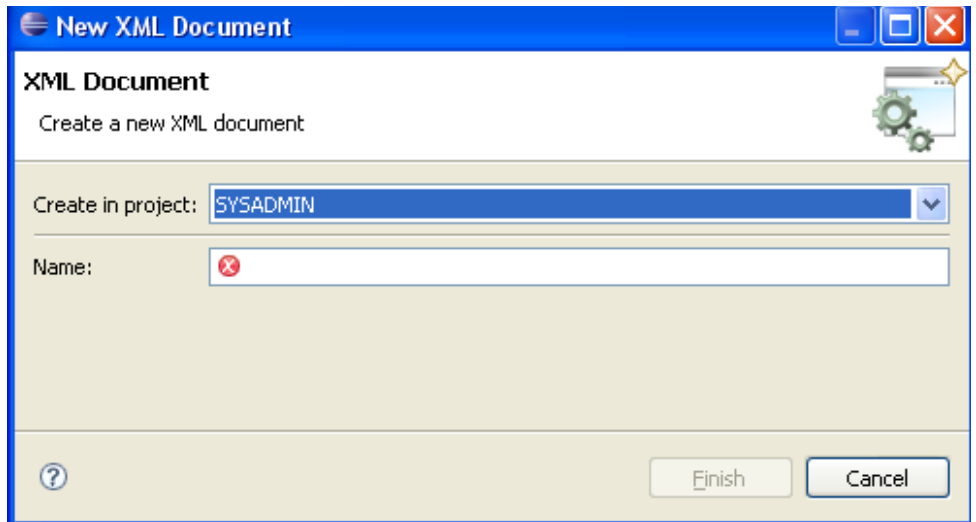 New XML Document
XML Document
Create a new XML document
Create in project: SYSADMIN
Name:
Finish Cancel